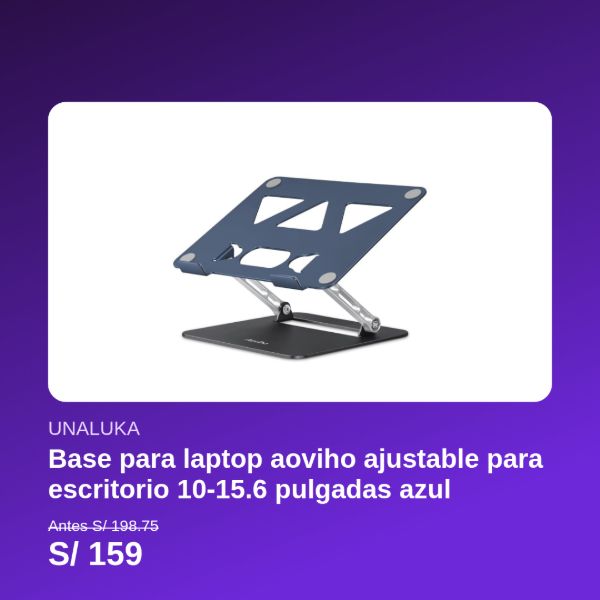 UNALUKA
Base para laptop aoviho ajustable para
escritorio 10-15.6 pulgadas azul
Antes S/ 198.75
S/ 159